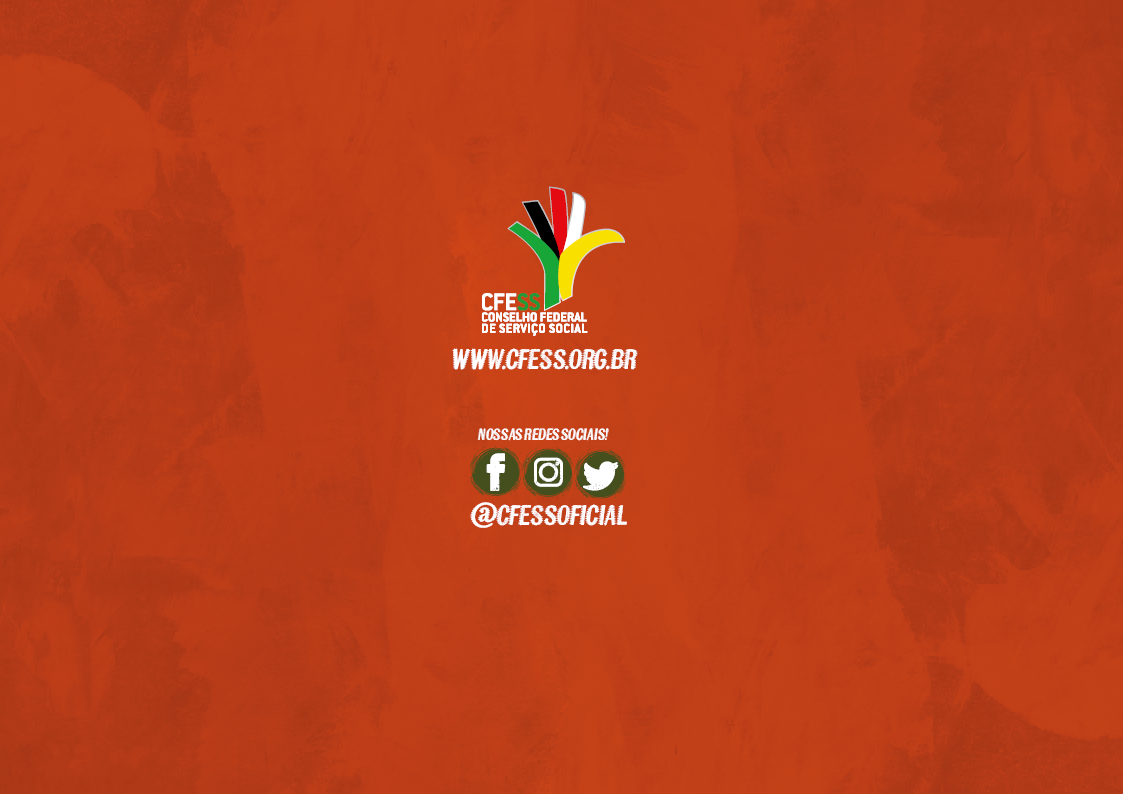 CFESS
CONSELHO FEDERAL
DE SERVIÇO SOCIAL
WWW.CFESS.ORG.BR
NOSSAS REDES SOCIAIS!
@CFESSOFICIAL